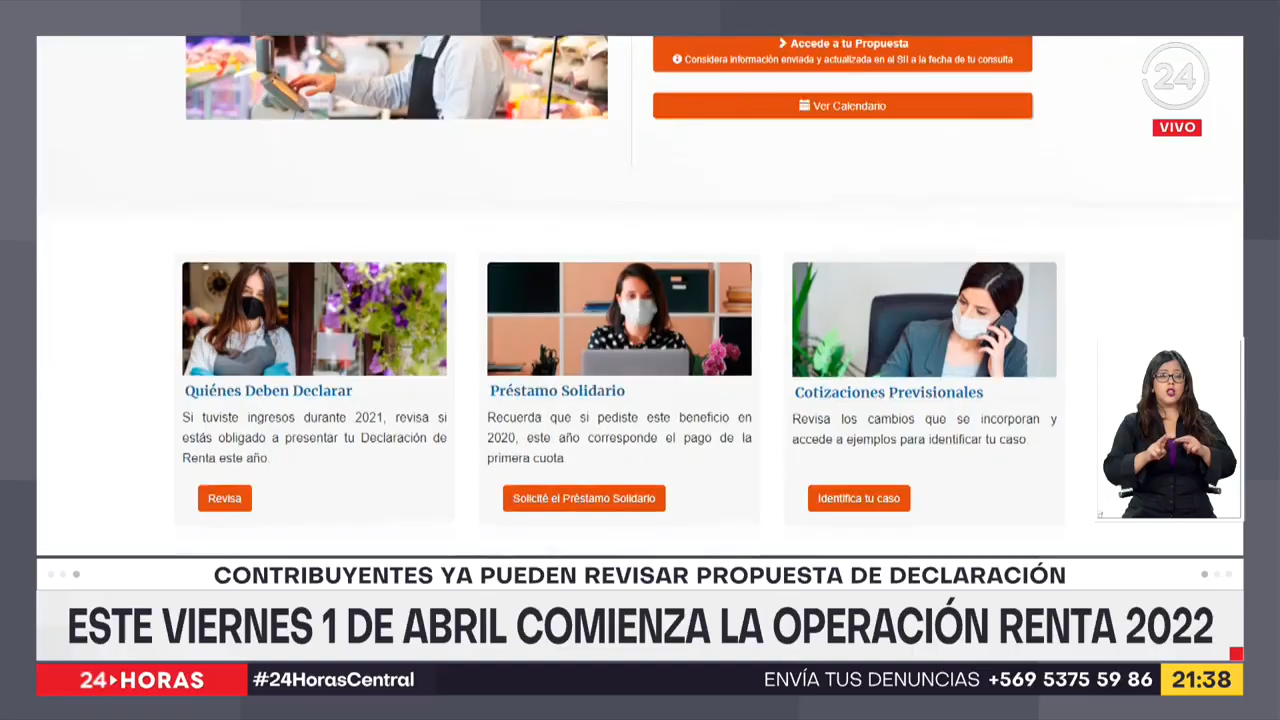 Accede a tu Propuesta
Considera información enviada y actualizada en el SII a la fecha de tu consulta
Ver Calendario
24
VIVO
Quiénes Deben Declarar
Si tuviste ingresos durante 2021, revisa si
estás obligado a presentar tu Declaración de
Renta este año.
Revisa
Préstamo Solidario
Recuerda que si pediste este beneficio en
2020, este año corresponde el pago de la
primera cuota.
Solicité el Préstamo Solidario
Cotizaciones Previsionales
Revisa los cambios que se incorporan y
accede a ejemplos para identificar tu caso.
Identifica tu caso
CONTRIBUYENTES YA PUEDEN REVISAR PROPUESTA DE DECLARACIÓN
ESTE VIERNES 1 DE ABRIL COMIENZA LA OPERACIÓN RENTA 2022
24 HORAS
#24HorasCentral
ENVÍA TUS DENUNCIAS +569 5375 59 86
21:38